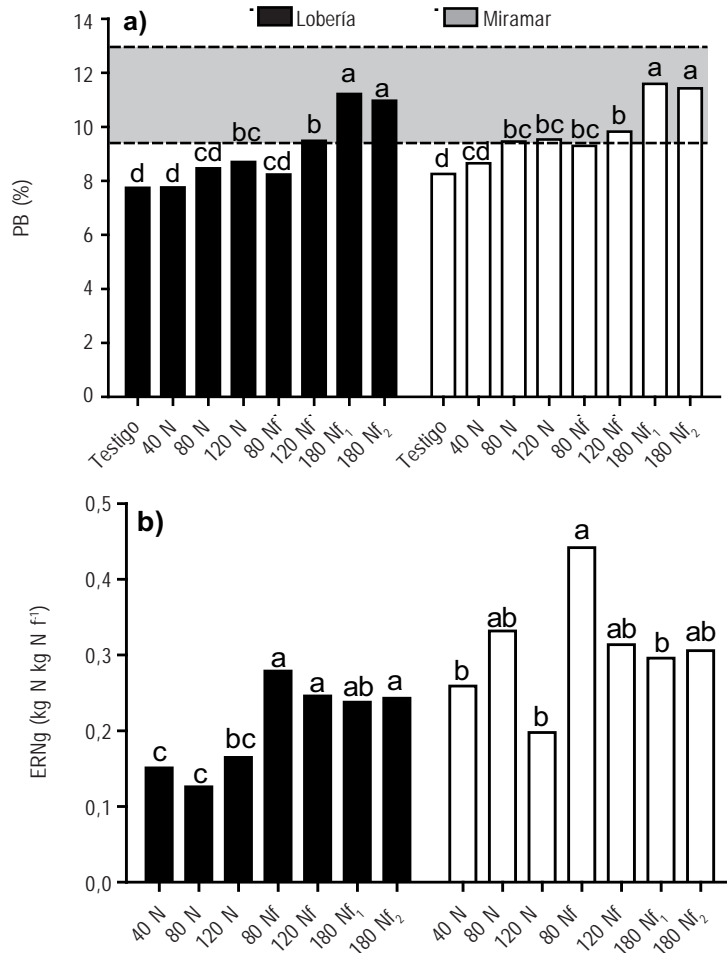 a)
Lobería
Miramar
14
12
10
8
6
4
2
0
PB (%)
d
d
cd
bc
cd
b
a
a
d
cd
bc
bc
bc
b
a
a
Testigo
40 N
80 N
120 N
80 Nf
120 Nf
180 Nf₁
180 Nf₂
Testigo
40 N
80 N
120 N
80 Nf
120 Nf
180 Nf₁
180 Nf₂
b)
0,5
0,4
0,3
0,2
0,1
0,0
ERNg (kg N kg N f⁻¹)
c
c
bc
a
a
ab
a
b
ab
b
a
ab
b
ab
40 N
80 N
120 N
80 Nf
120 Nf
180 Nf₁
180 Nf₂
40 N
80 N
120 N
80 Nf
120 Nf
180 Nf₁
180 Nf₂